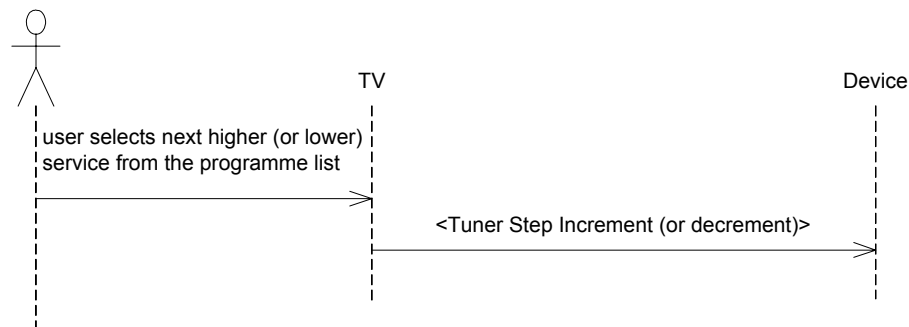 TV
Device
user selects next higher (or lower)
service from the programme list
<Tuner Step Increment (or decrement)>